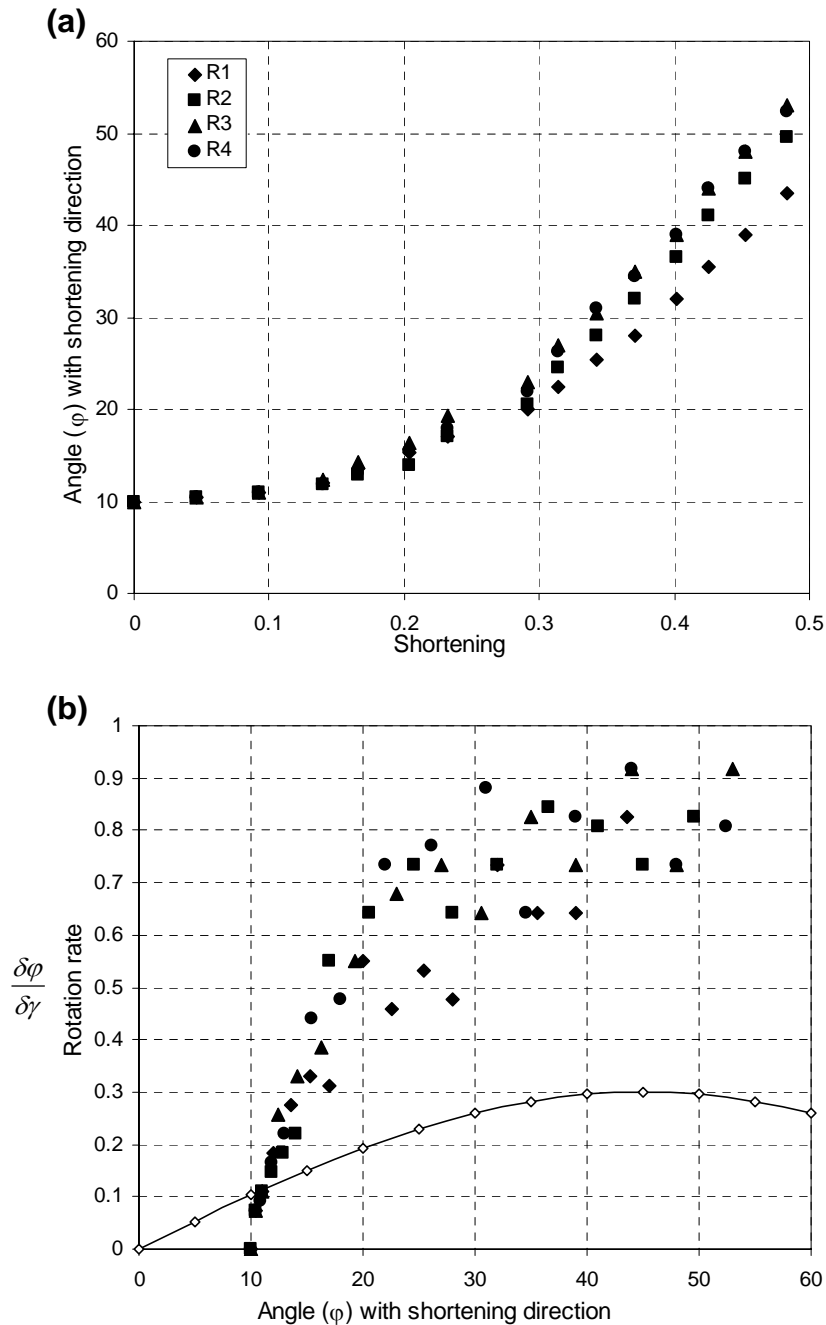 (a)
60
50
40
30
20
10
0
Angle (φ) with shortening direction
R1
R2
R3
R4
0 0.1 0.2 0.3 0.4 0.5
Shortening
(b)
1
0.9
0.8
0.7
0.6
0.5
0.4
0.3
0.2
0.1
0
δφ
δγ
Rotation rate
0 10 20 30 40 50 60
Angle (φ) with shortening direction